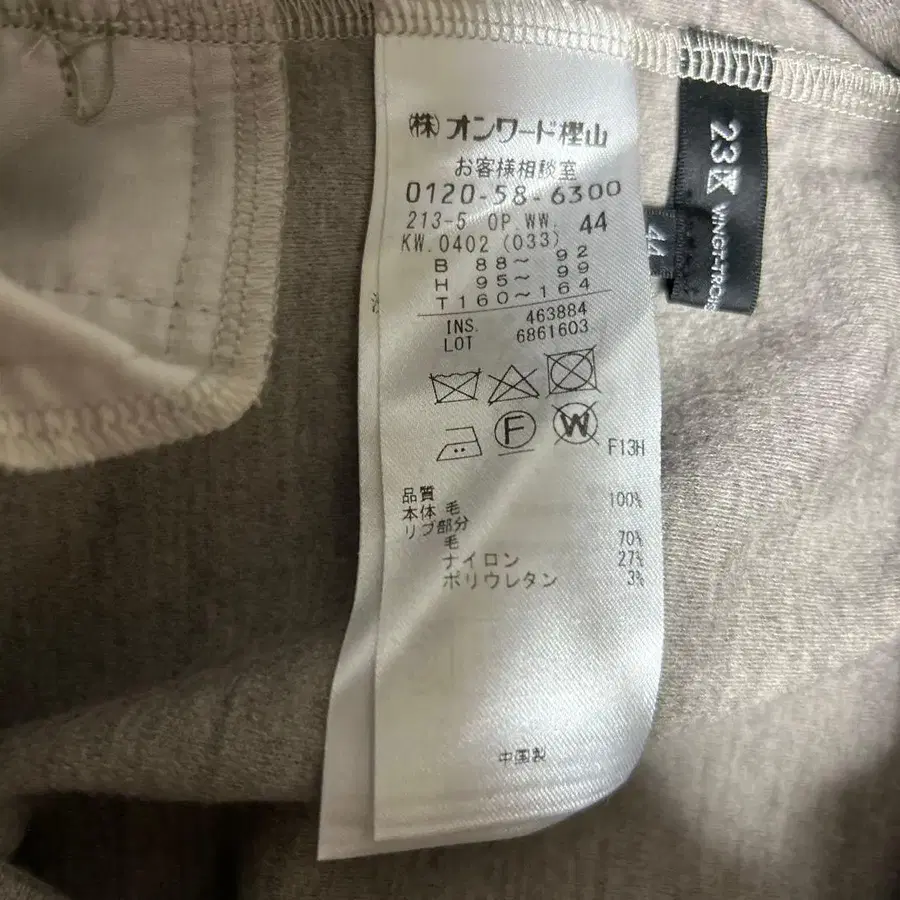 (株)オンワード樫山
お客様相談室
0120-58-6300
213-5 OP.WW. 44
KW.0402 (033)
B 88〜 92
H 95〜 99
T 160〜164
INS. 463884
LOT 6861603
F
W
F13H
品質
本体 毛 100%
リブ部分
毛 70%
ナイロン 27%
ポリウレタン 3%
中国製
44
23区
VINGT-TROIS